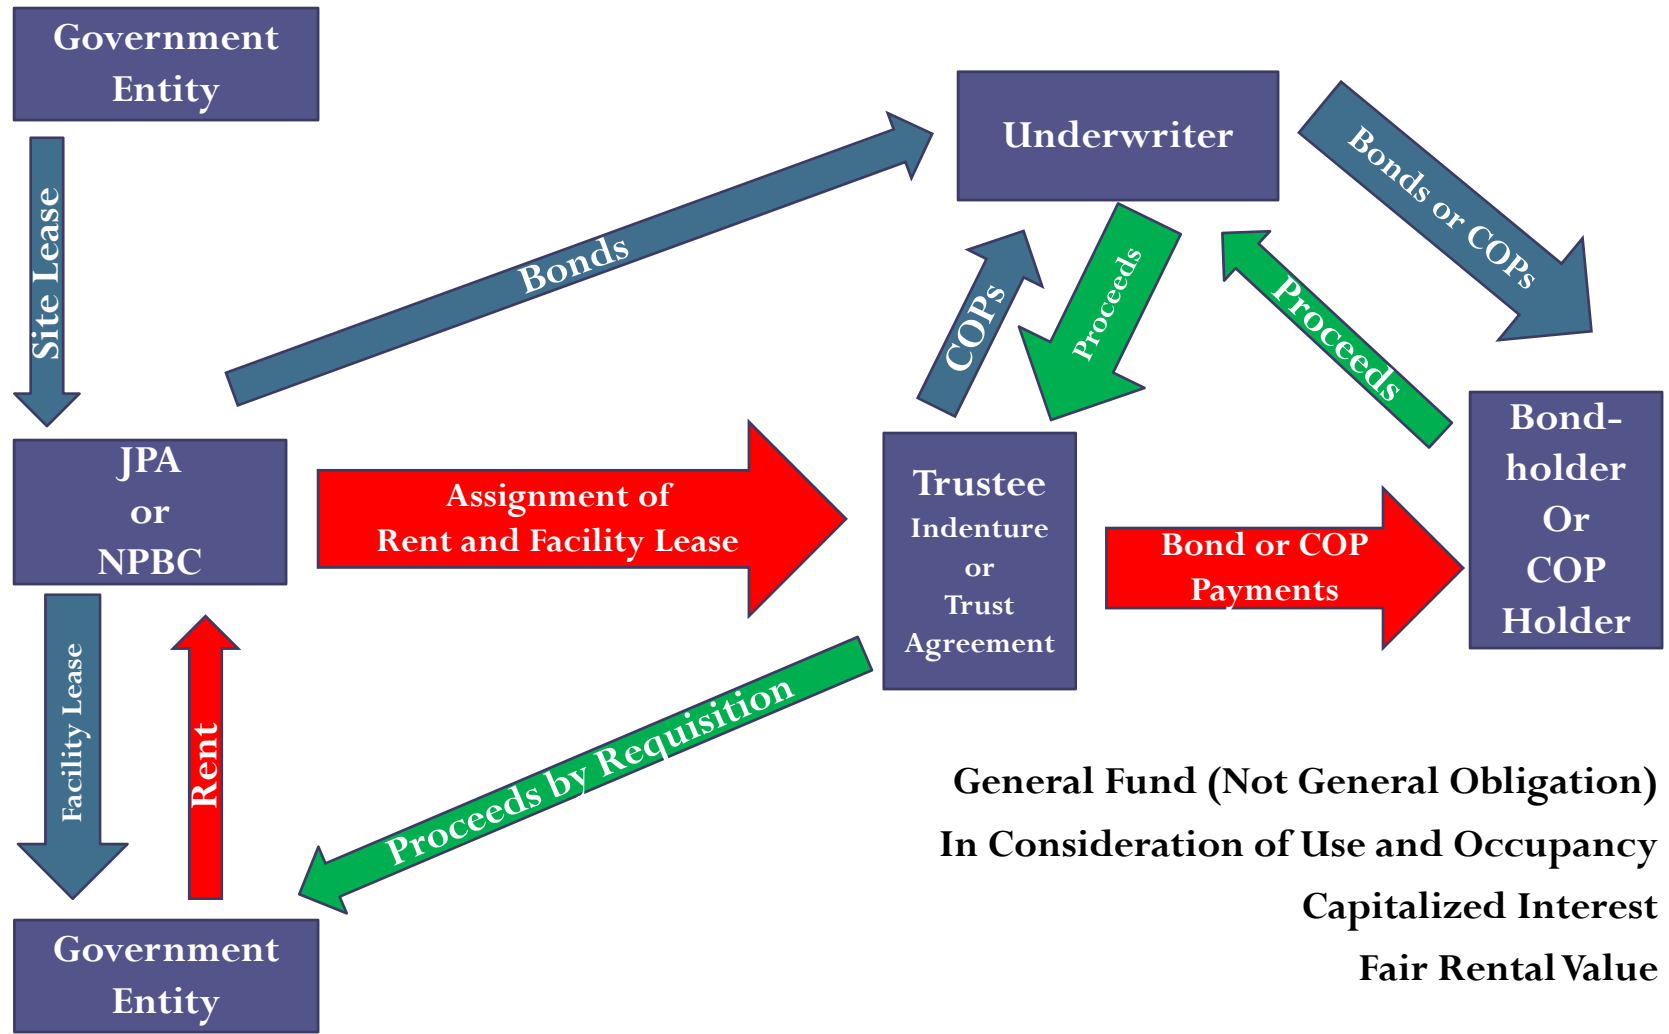 Government
Entity
Underwriter
Bonds or COPs
Site Lease
Bonds
COPs
Proceeds
Proceeds
JPA
or
NPBC
Assignment of
Rent and Facility Lease
Trustee
Indenture
or
Trust
Agreement
Bond or COP
Payments
Bond-
holder
Or
COP
Holder
Facility Lease
Rent
Proceeds by Requisition
General Fund (Not General Obligation)
In Consideration of Use and Occupancy
Capitalized Interest
Fair Rental Value
Government
Entity